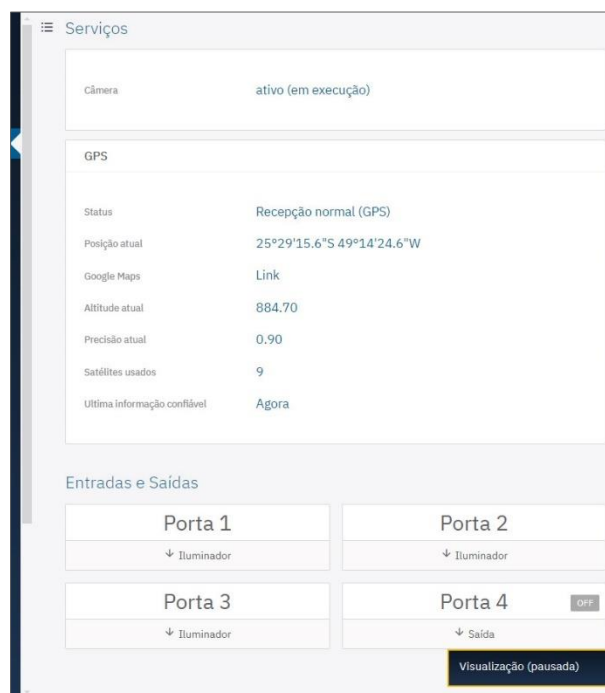 Serviços
Câmera ativo (em execução)
GPS
Status Recepção normal (GPS)
Posição atual 25°29'15.6"S 49°14'24.6"W
Google Maps Link
Altitude atual 884.70
Precisão atual 0.90
Satélites usados 9
Ultima informação confiável Agora
Entradas e Saídas
Porta 1 Porta 2
Iluminador Iluminador
Porta 3 Porta 4 OFF
Iluminador Saída
Visualização (pausada)